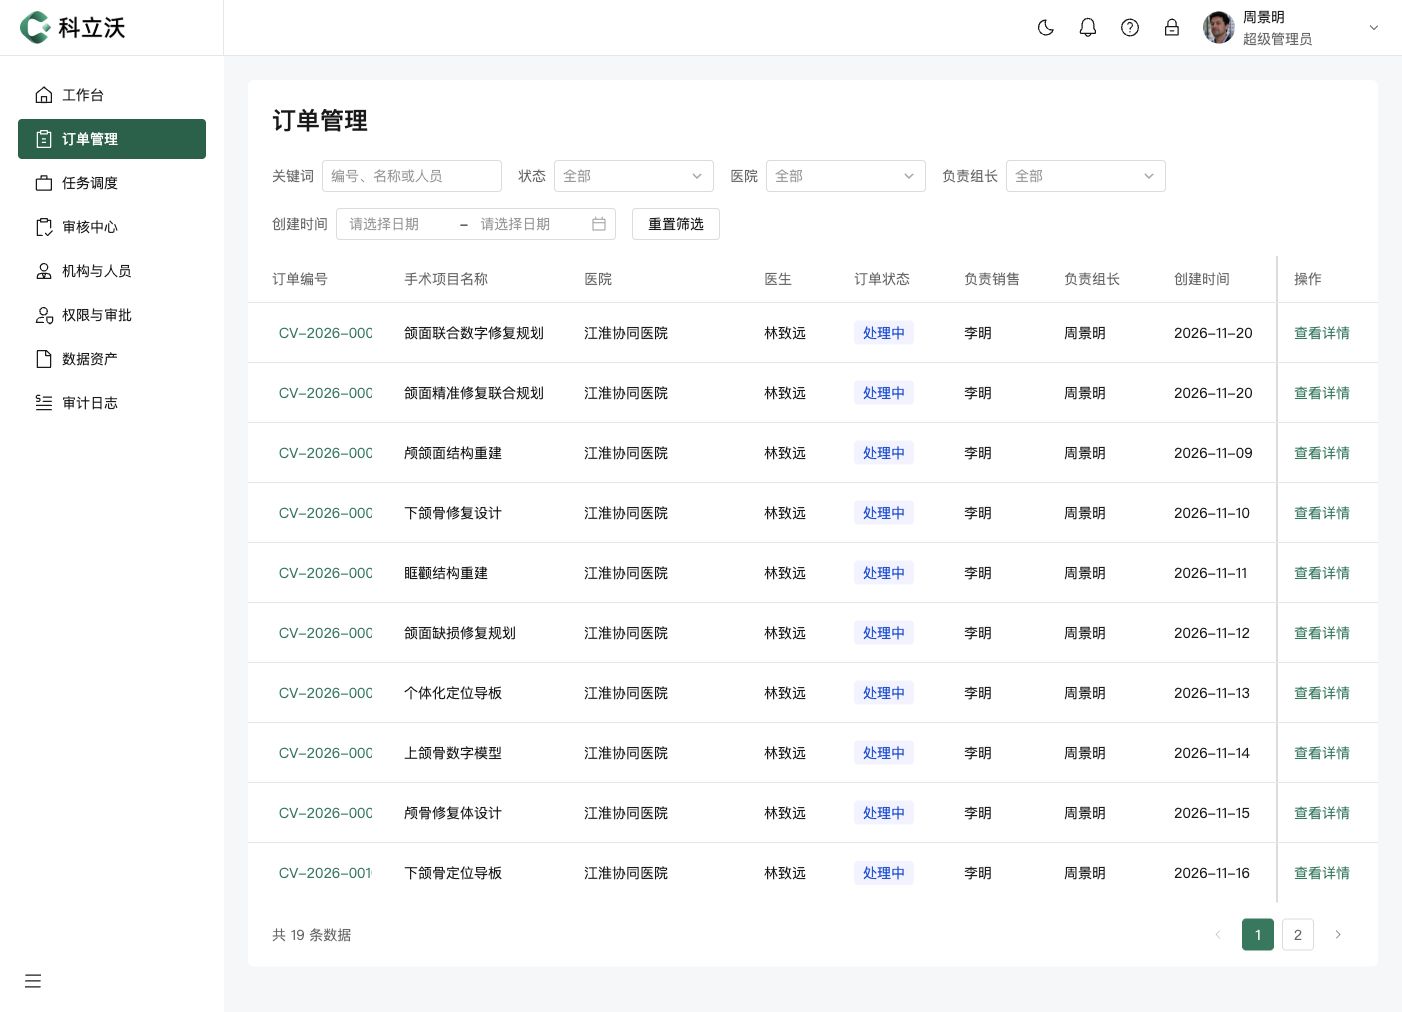 科立沃
周景明
超级管理员
工作台
订单管理
任务调度
审核中心
机构与人员
权限与审批
数据资产
审计日志
订单管理
关键词 编号、名称或人员 状态 全部 医院 全部 负责组长 全部
创建时间 请选择日期 – 请选择日期 重置筛选
订单编号 手术项目名称 医院 医生 订单状态 负责销售 负责组长 创建时间 操作
CV-2026-000 颌面联合数字修复规划 江淮协同医院 林致远 处理中 李明 周景明 2026-11-20 查看详情
CV-2026-000 颌面精准修复联合规划 江淮协同医院 林致远 处理中 李明 周景明 2026-11-20 查看详情
CV-2026-000 颅颌面结构重建 江淮协同医院 林致远 处理中 李明 周景明 2026-11-09 查看详情
CV-2026-000 下颌骨修复设计 江淮协同医院 林致远 处理中 李明 周景明 2026-11-10 查看详情
CV-2026-000 眶颧结构重建 江淮协同医院 林致远 处理中 李明 周景明 2026-11-11 查看详情
CV-2026-000 颌面缺损修复规划 江淮协同医院 林致远 处理中 李明 周景明 2026-11-12 查看详情
CV-2026-000 个体化定位导板 江淮协同医院 林致远 处理中 李明 周景明 2026-11-13 查看详情
CV-2026-000 上颌骨数字模型 江淮协同医院 林致远 处理中 李明 周景明 2026-11-14 查看详情
CV-2026-000 颅骨修复体设计 江淮协同医院 林致远 处理中 李明 周景明 2026-11-15 查看详情
CV-2026-001 下颌骨定位导板 江淮协同医院 林致远 处理中 李明 周景明 2026-11-16 查看详情
共 19 条数据 1 2